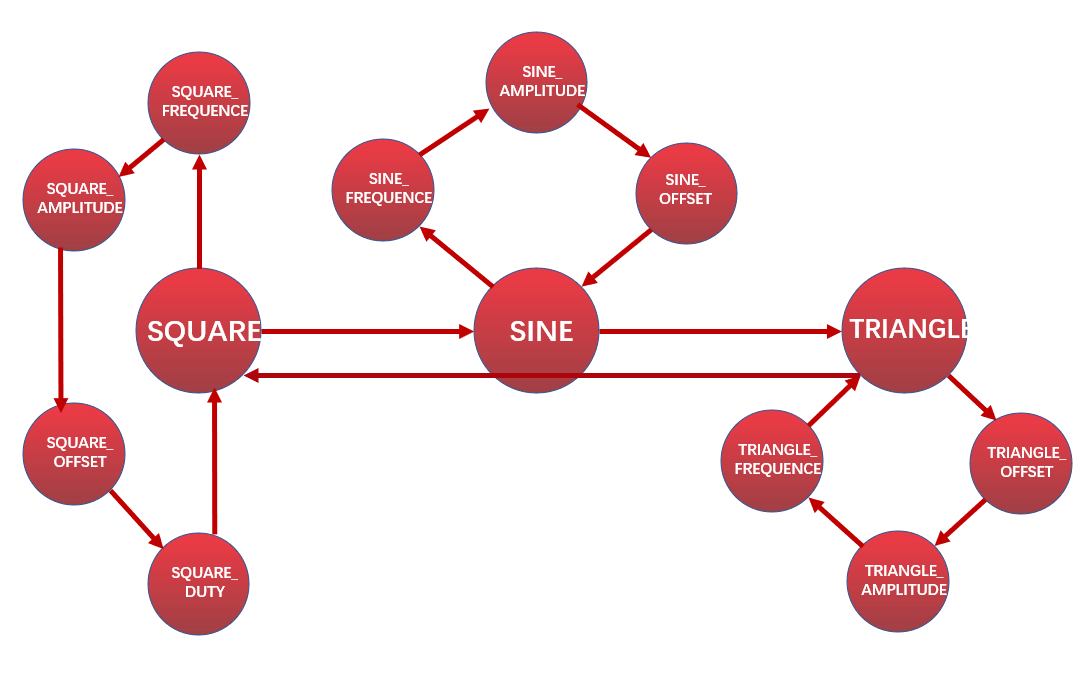 SINE_
AMPLITUDE
SQUARE_
FREQUENCE
SINE_
FREQUENCE
SINE_
OFFSET
SQUARE_
AMPLITUDE
SQUARE
SINE
TRIANGLE
SQUARE_
OFFSET
TRIANGLE_
FREQUENCE
TRIANGLE_
OFFSET
SQUARE_
DUTY
TRIANGLE_
AMPLITUDE